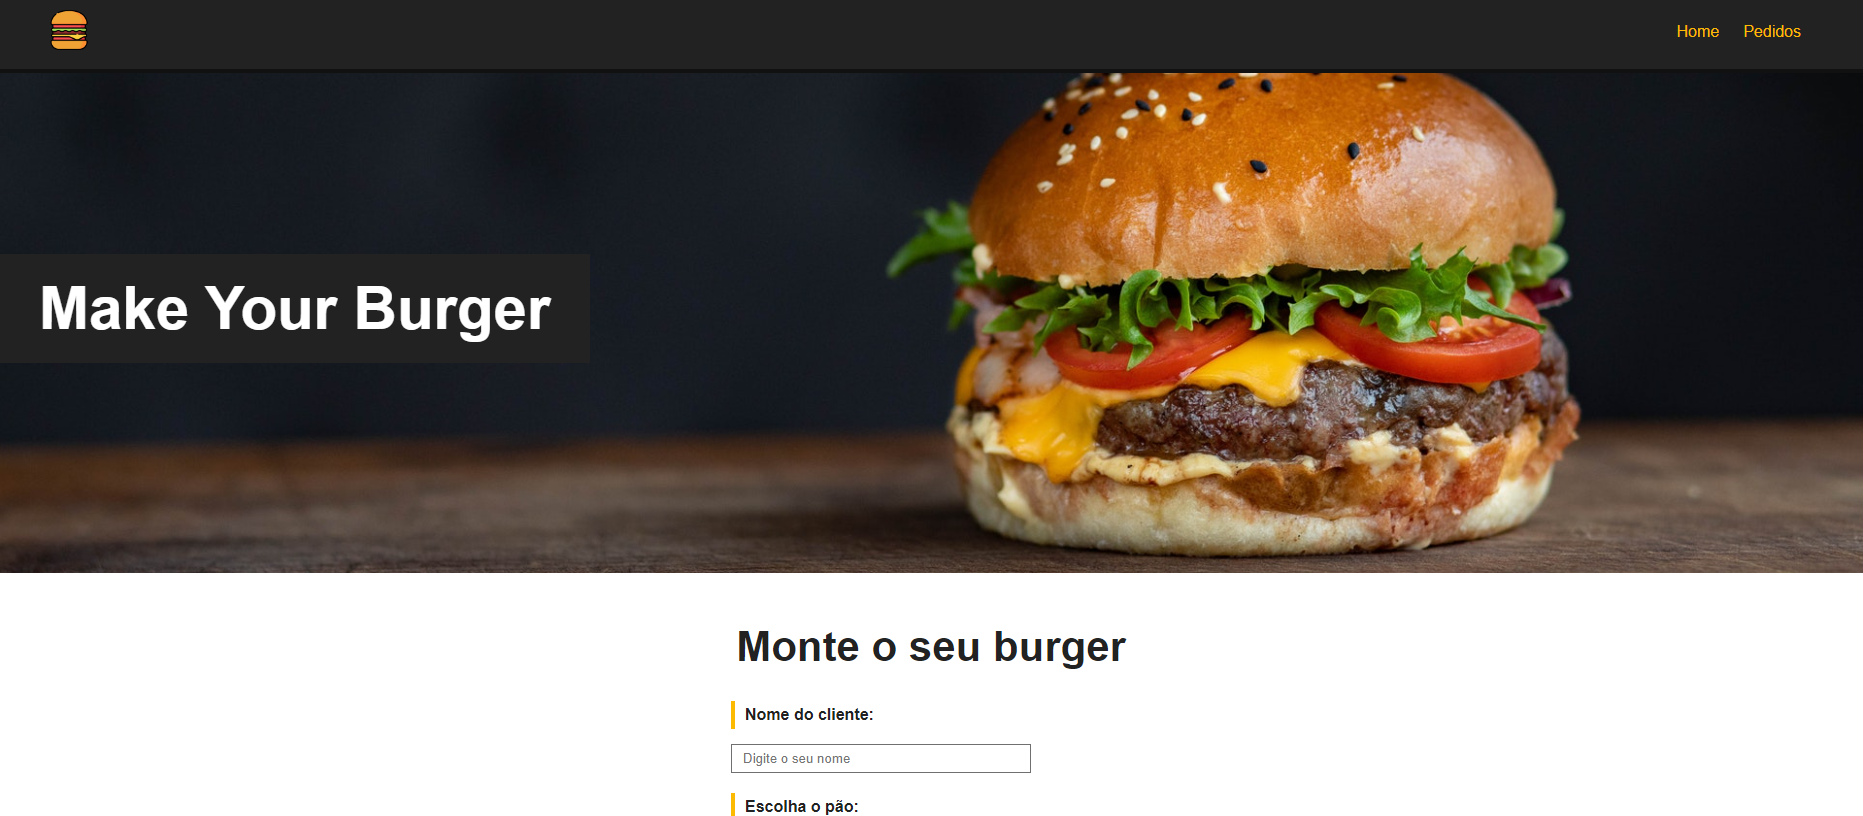 Home Pedidos
Make Your Burger
Monte o seu burger
Nome do cliente:
Digite o seu nome
Escolha o pão: